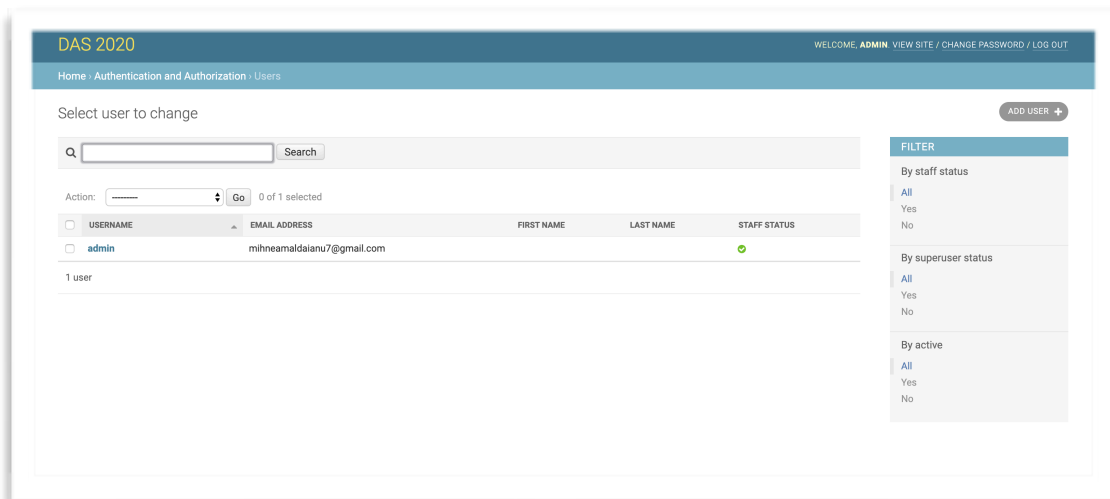 DAS 2020
WELCOME, ADMIN. VIEW SITE / CHANGE PASSWORD / LOG OUT
Home › Authentication and Authorization › Users
Select user to change
ADD USER +
Search
Action: --------- Go 0 of 1 selected
USERNAME EMAIL ADDRESS FIRST NAME LAST NAME STAFF STATUS
admin mihneamaldaianu7@gmail.com
1 user
FILTER
By staff status
All
Yes
No
By superuser status
All
Yes
No
By active
All
Yes
No